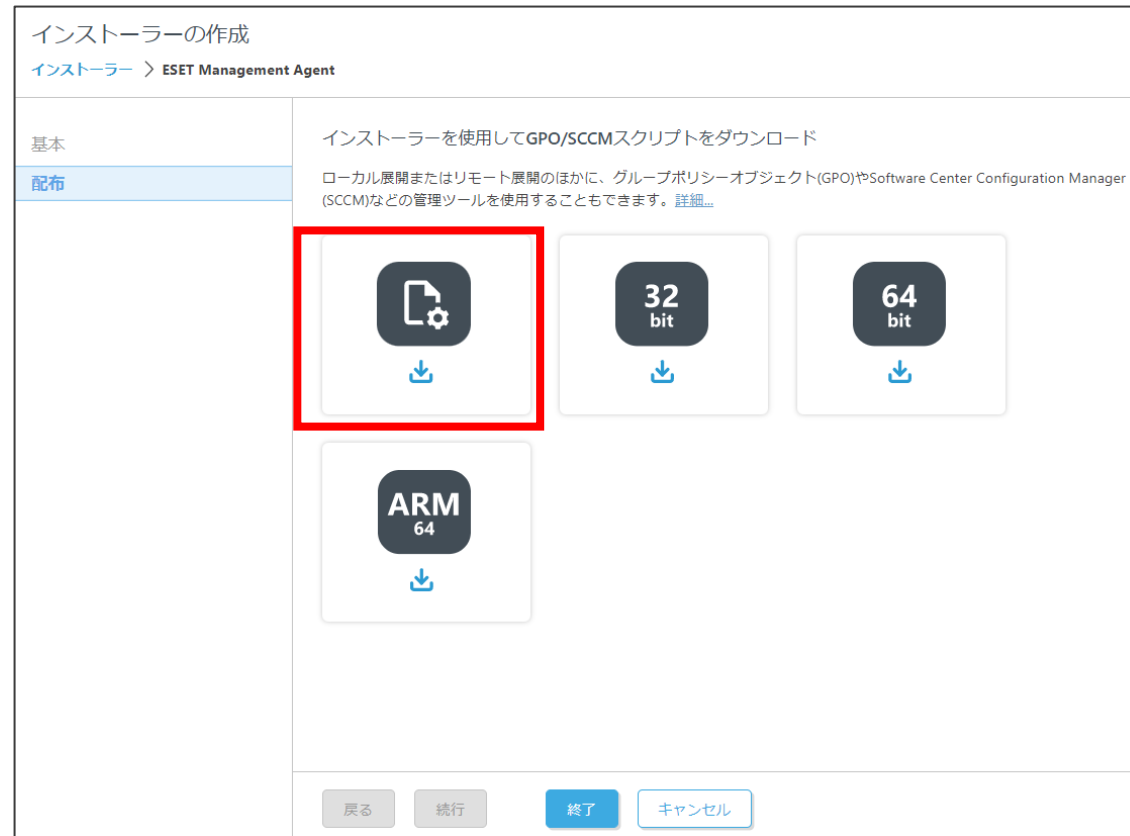 インストーラーの作成
インストーラー > ESET Management Agent
基本
配布
インストーラーを使用してGPO/SCCMスクリプトをダウンロード
ローカル展開またはリモート展開のほかに、グループポリシーオブジェクト(GPO)やSoftware Center Configuration Manager
(SCCM)などの管理ツールを使用することもできます。詳細...
32
bit
64
bit
ARM
64
戻る
続行
終了
キャンセル